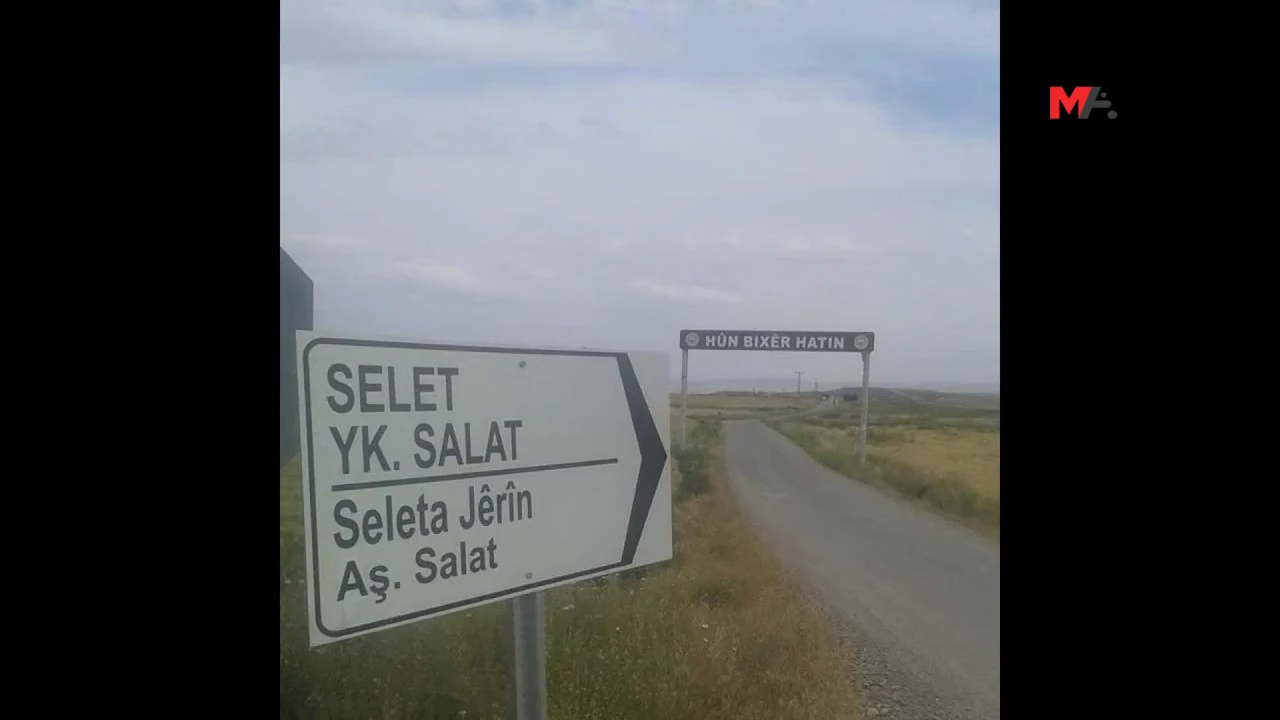 MA
HÛN BIXÊR HATIN
SELET
YK. SALAT
Seleta Jêrîn
Aş. Salat